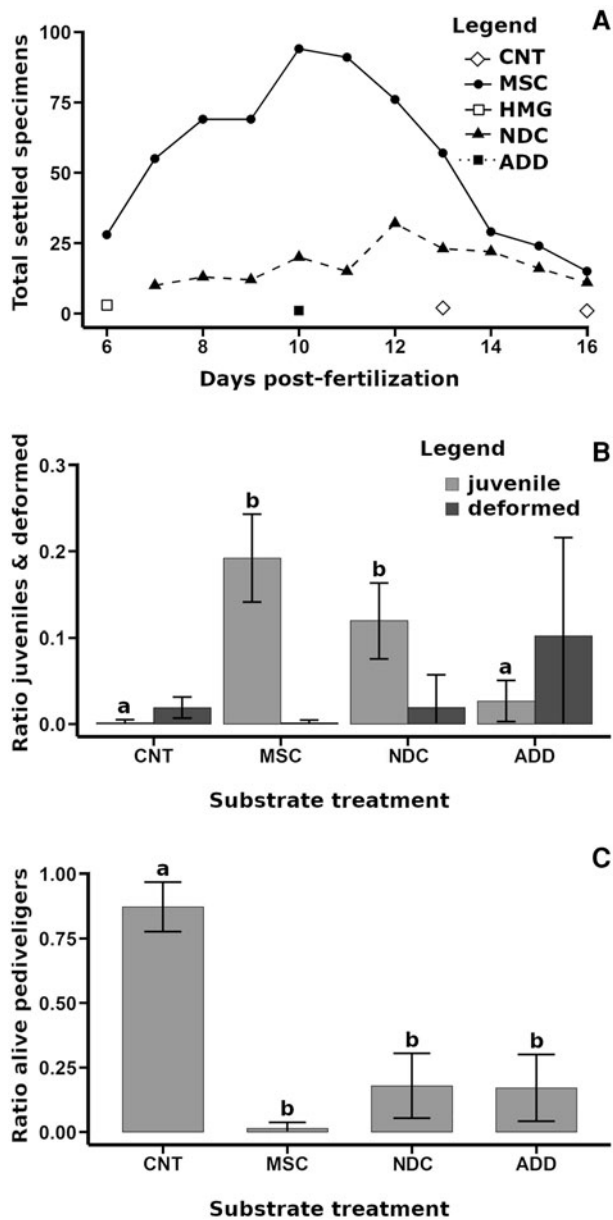 A
Legend
CNT
MSC
HMG
NDC
ADD
Total settled specimens
100
75
50
25
0
6 8 10 12 14 16
Days post-fertilization
B
Legend
juvenile
deformed
Ratio juveniles & deformed
0.3
0.2
0.1
0.0
a b b a
CNT MSC NDC ADD
Substrate treatment
C
Ratio alive pediveligers
1.00
0.75
0.50
0.25
0.00
a
b b b
CNT MSC NDC ADD
Substrate treatment